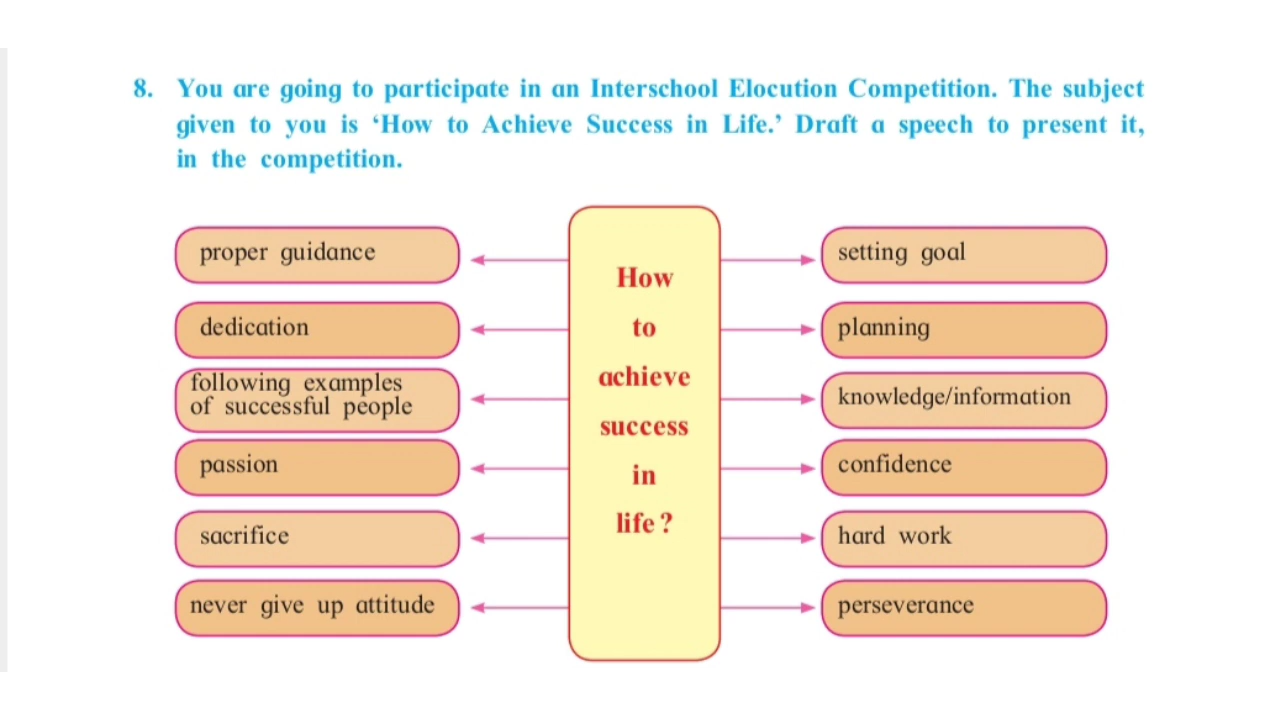 8. You are going to participate in an Interschool Elocution Competition. The subject
given to you is ‘How to Achieve Success in Life.’ Draft a speech to present it,
in the competition.
proper guidance
dedication
following examples
of successful people
passion
sacrifice
never give up attitude
How
to
achieve
success
in
life ?
setting goal
planning
knowledge/information
confidence
hard work
perseverance